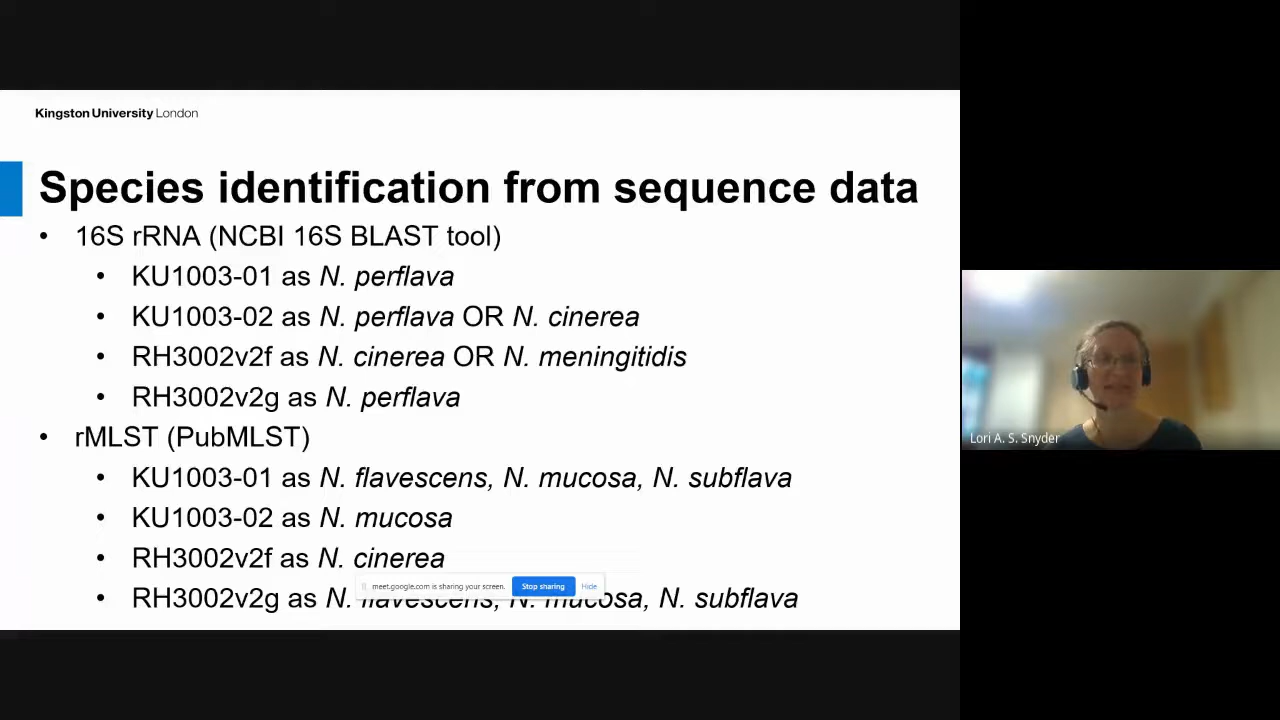 Kingston University London
Species identification from sequence data
• 16S rRNA (NCBI 16S BLAST tool)
• KU1003-01 as N. perflava
• KU1003-02 as N. perflava OR N. cinerea
• RH3002v2f as N. cinerea OR N. meningitidis
• RH3002v2g as N. perflava
• rMLST (PubMLST)
• KU1003-01 as N. flavescens, N. mucosa, N. subflava
• KU1003-02 as N. mucosa
• RH3002v2f as N. cinerea
meet.google.com is sharing your screen. Stop sharing Hide
• RH3002v2g as N. flavescens, N. mucosa, N. subflava
Lori A. S. Snyder